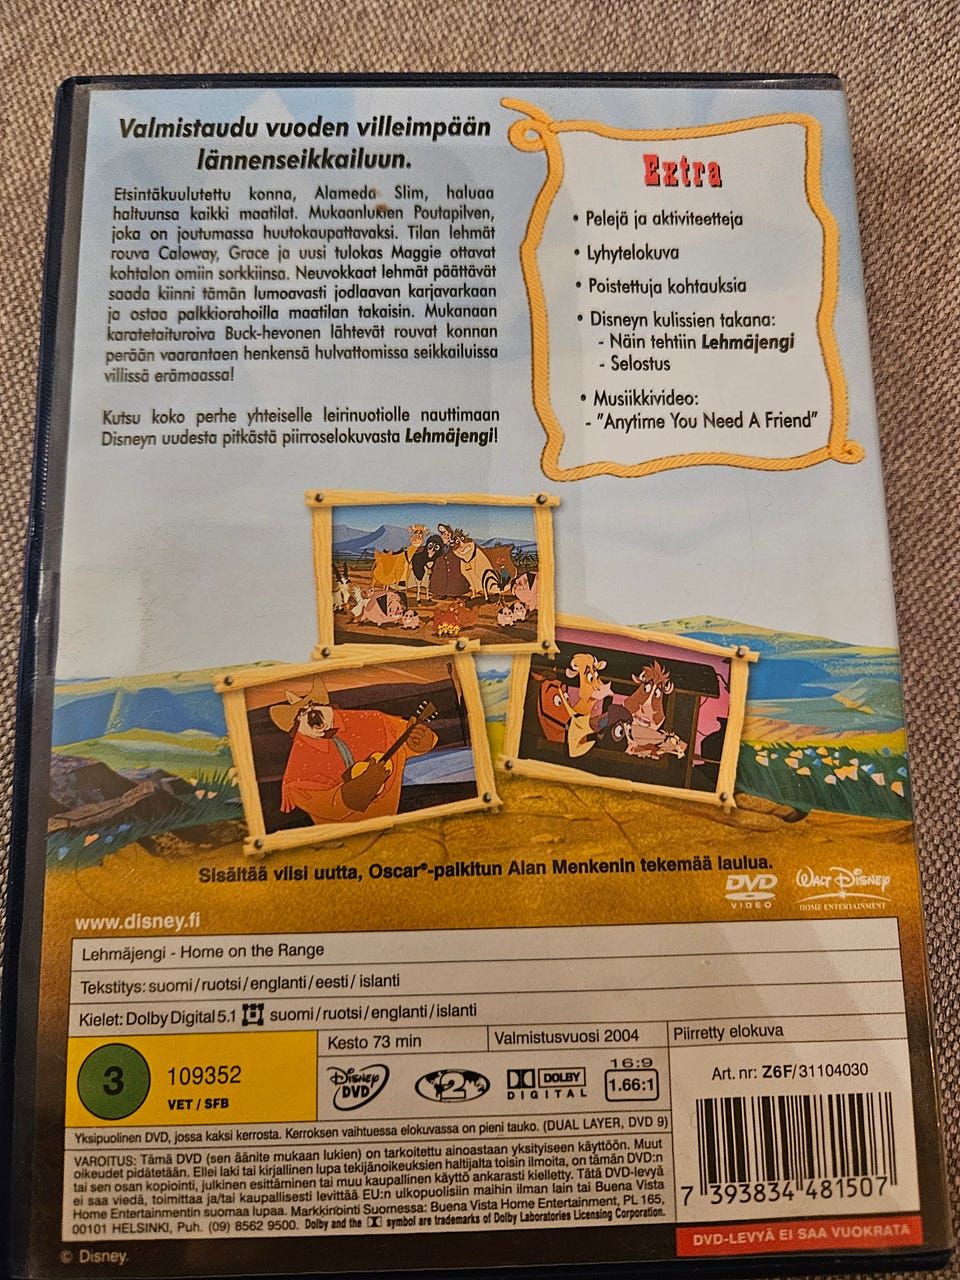 Valmistaudu vuoden villeimpään
lännenseikkailuun.
Etsintäkuulutettu konna, Alameda Slim, haluaa
haltuunsa kaikki maatilat. Mukaanlukien Poutapilven,
joka on joutumassa huutokaupattavaksi. Tilan lehmät
rouva Caloway, Grace ja uusi tulokas Maggie ottavat
kohtalon omiin sorkkiinsa. Neuvokkaat lehmät päättävät
saada kiinni tämän lumoavasti jodlaavan karjavarkaan
ja ostaa palkkiorahoilla maatilan takaisin. Mukanaan
karatetaituroiva Buck-hevonen lähtevät rouvat konnan
perään vaarantaen henkensä hulvattomissa seikkailuissa
villissä erämaassa!
Kutsu koko perhe yhteiselle leirinuotiolle nauttimaan
Disneyn uudesta pitkästä piirroselokuvasta Lehmäjengi!
Extra
• Pelejä ja aktiviteetteja
• Lyhytelokuva
• Poistettuja kohtauksia
• Disneyn kulissien takana:
- Näin tehtiin Lehmäjengi
- Selostus
• Musiikkivideo:
- "Anytime You Need A Friend"
Sisältää viisi uutta, Oscar®-palkitun Alan Menkenin tekemää laulua.
DVD
VIDEO
WALT DISNEY
HOME ENTERTAINMENT
www.disney.fi
Lehmäjengi - Home on the Range
Tekstitys: suomi/ruotsi/englanti/eesti/islanti
Kielet: Dolby Digital 5.1 suomi/ruotsi/englanti/islanti
3
109352
VET / SFB
Kesto 73 min
Valmistusvuosi 2004
Piirretty elokuva
Disney
DVD
2
DOLBY
DIGITAL
16:9
1.66:1
Art. nr: Z6F/31104030
Yksipuolinen DVD, jossa kaksi kerrosta. Kerroksen vaihtuessa elokuvassa on pieni tauko. (DUAL LAYER, DVD 9)
VAROITUS: Tämä DVD (sen äänite mukaan lukien) on tarkoitettu ainoastaan yksityiseen käyttöön. Muut
oikeudet pidätetään. Ellei laki tai kirjallinen lupa tekijänoikeuksien haltijalta toisin ilmoita, on tämän DVD:n
tai sen osan kopiointi, julkinen esittäminen tai muu kaupallinen käyttö ankarasti kielletty. Tätä DVD-levyä
ei saa viedä, toimittaa ja/tai kaupallisesti levittää EU:n ulkopuolisiin maihin ilman lain tai Buena Vista
Home Entertainmentin suomaa lupaa. Markkinointi Suomessa: Buena Vista Home Entertainment, PL 165,
00101 HELSINKI, Puh. (09) 8562 9500. Dolby and the symbol are trademarks of Dolby Laboratories Licensing Corporation.
7 393834 481507
DVD-LEVYÄ EI SAA VUOKRATA
© Disney.